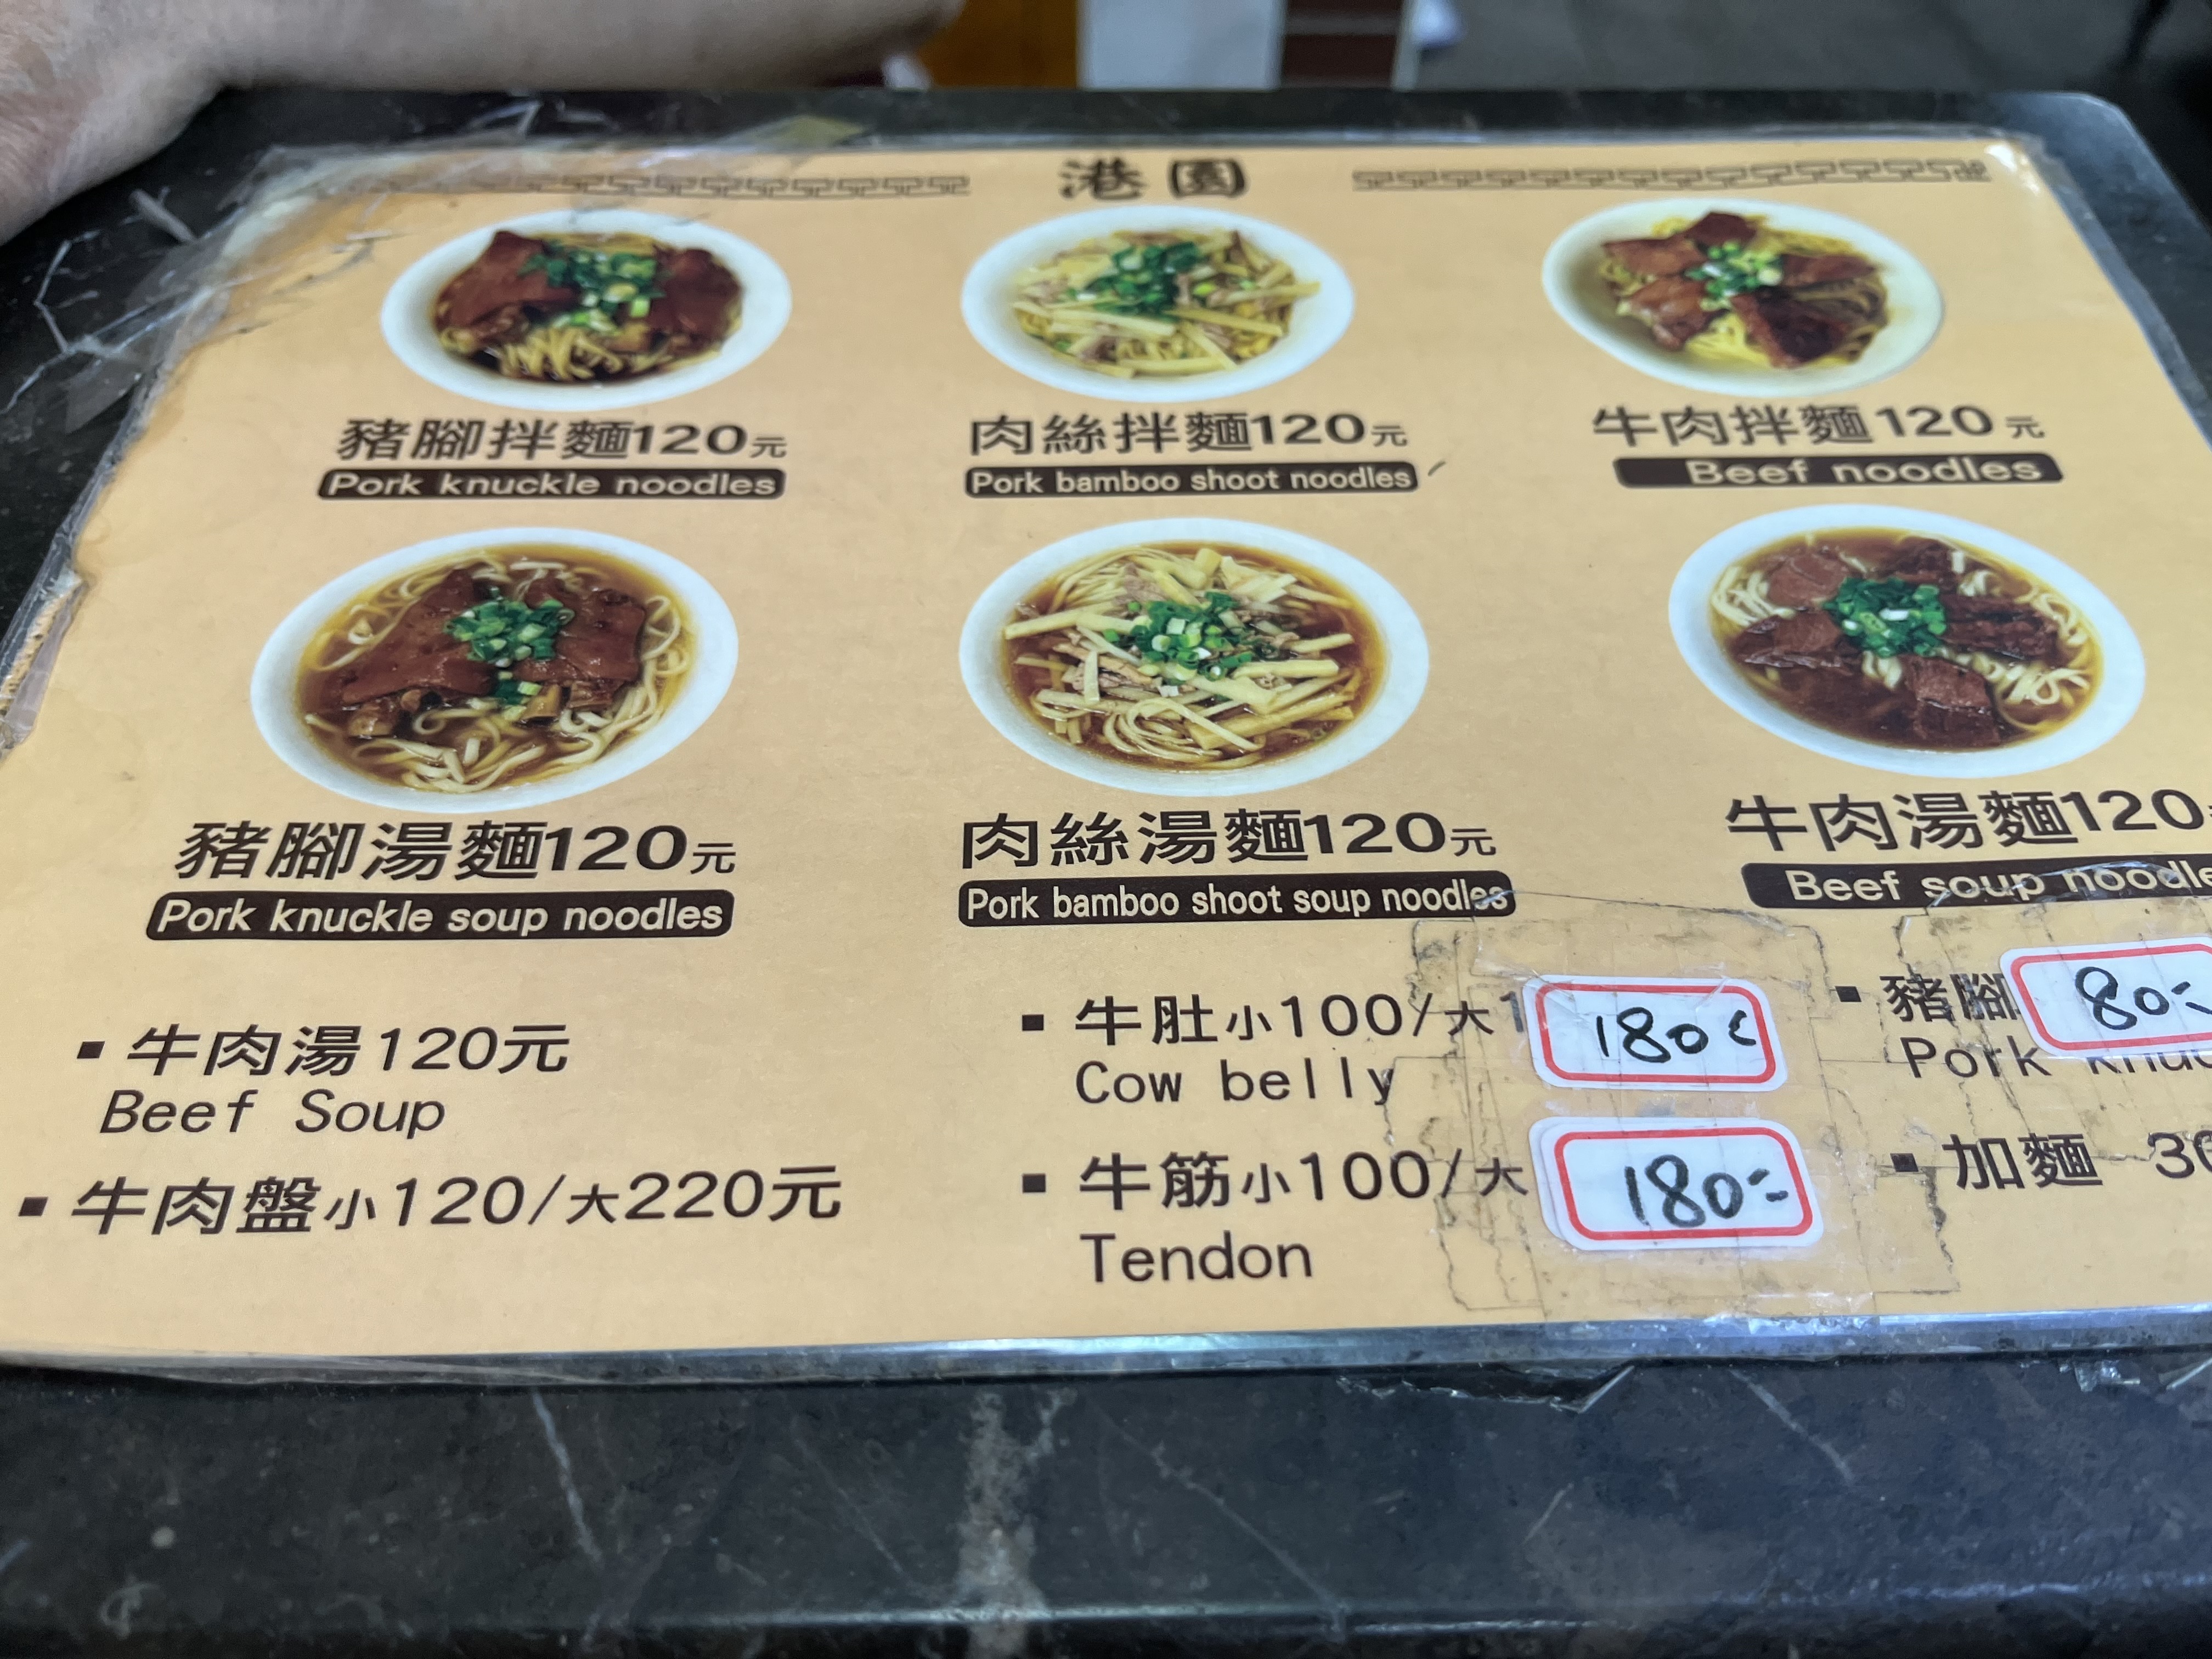 港園
豬腳拌麵120元
Pork knuckle noodles
肉絲拌麵120元
Pork bamboo shoot noodles
牛肉拌麵120元
Beef noodles
豬腳湯麵120元
Pork knuckle soup noodles
肉絲湯麵120元
Pork bamboo shoot soup noodles
牛肉湯麵120
Beef soup noodle
▪牛肉湯120元
Beef Soup
▪牛肉盤小120/大220元
▪牛肚小100/大1 180-
Cow belly
▪牛筋小100/大 180-
Tendon
▪豬腳 80-
Pork
▪加麵 30